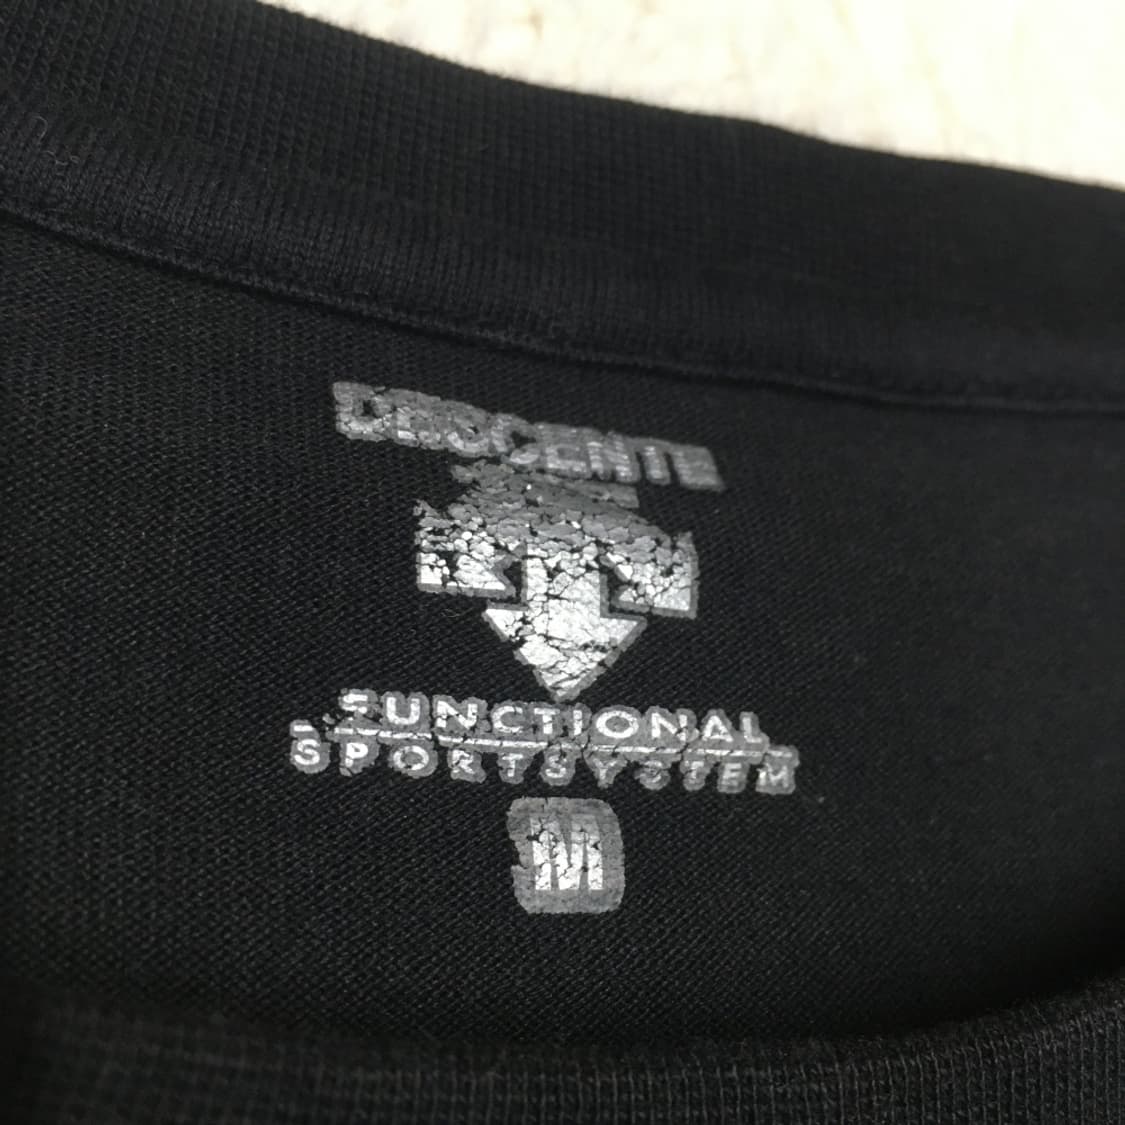 DESCENTE
FUNCTIONAL
SPORTSYSTEM
M